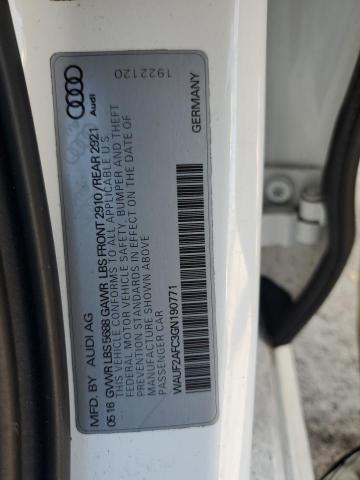 MFD. BY AUDI AG
05 16 GVWR LBS 5688 GAWR LBS FRONT 2910 /REAR 2921
THIS VEHICLE CONFORMS TO ALL APPLICABLE U.S.
FEDERAL MOTOR VEHICLE SAFETY, BUMPER AND THEFT
PREVENTION STANDARDS IN EFFECT ON THE DATE OF
MANUFACTURE SHOWN ABOVE
PASSENGER CAR
WAUF2AFC3GN190771
GERMANY
Audi
1922120